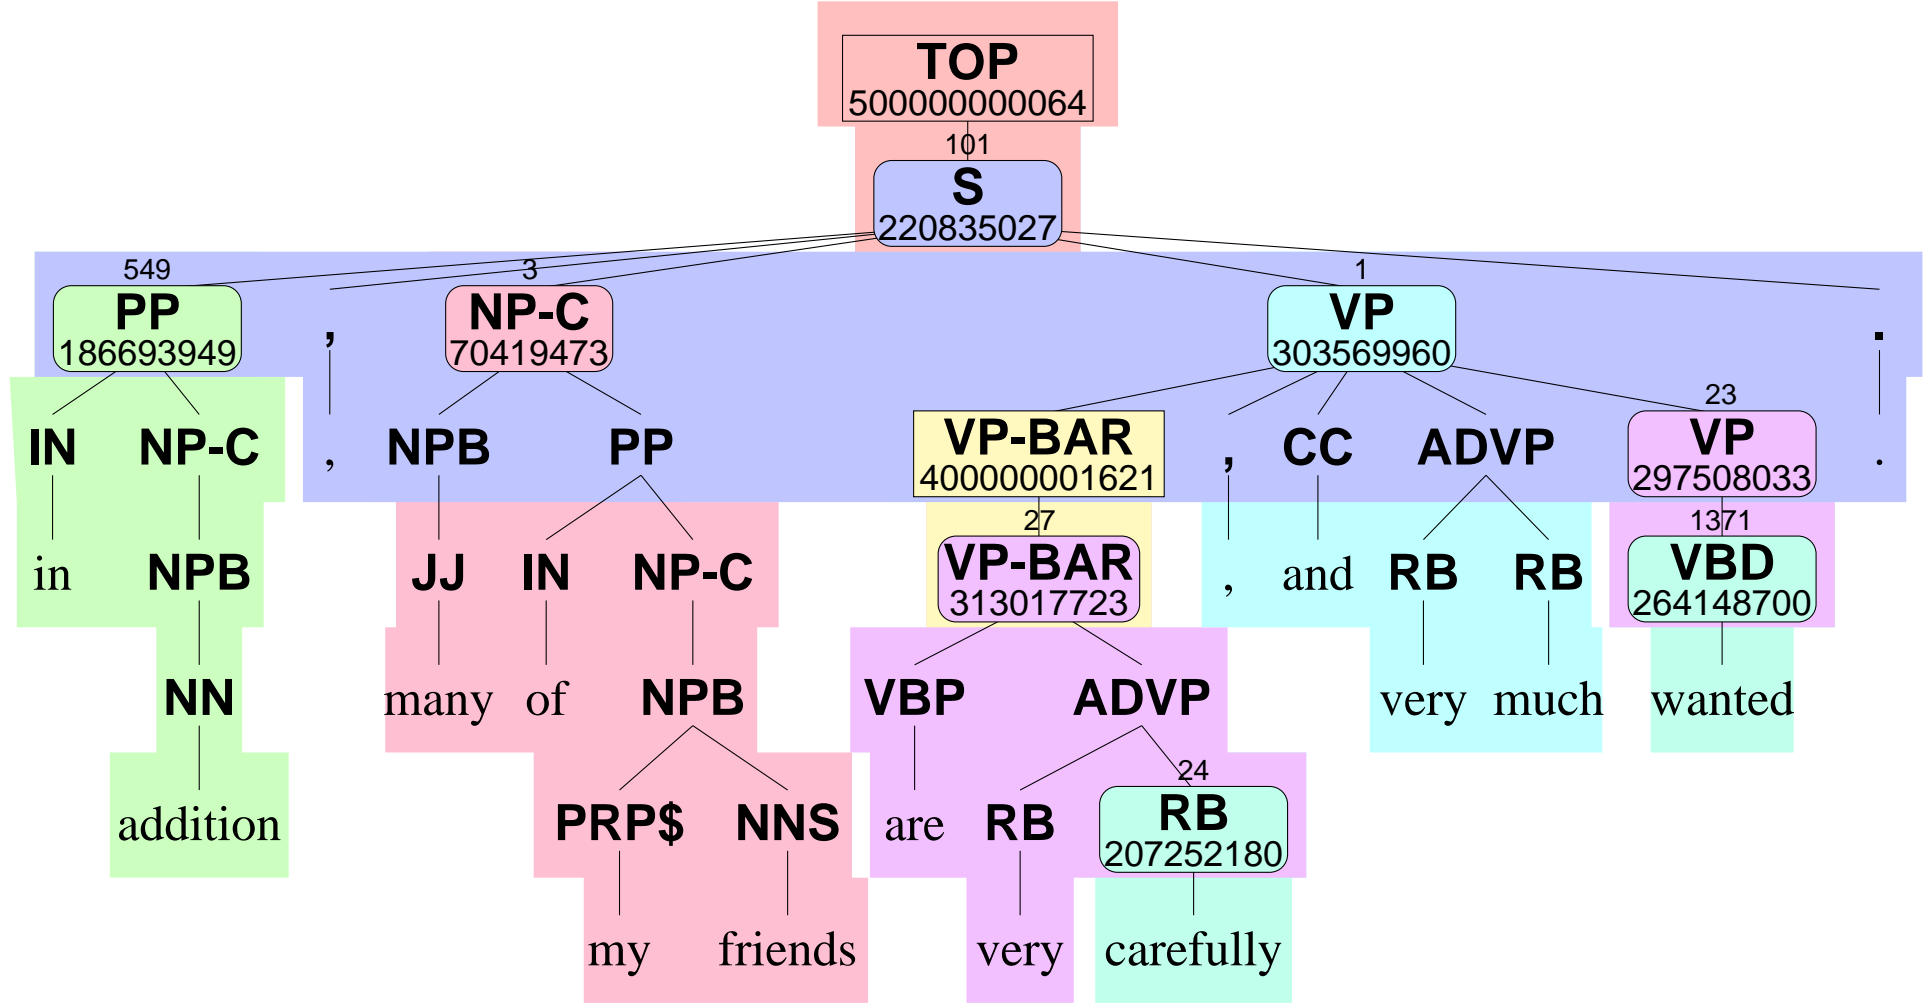 TOP
500000000064
101
S
220835027
549 3 1
PP , NP-C VP .
186693949 70419473 303569960
23
IN NP-C , NPB PP VP-BAR , CC ADVP VP .
400000001621 297508033
27 1371
in NPB JJ IN NP-C VP-BAR , and RB RB VBD
313017723 264148700
NN many of NPB VBP ADVP very much wanted
24
addition PRP$ NNS are RB RB
207252180
my friends very carefully